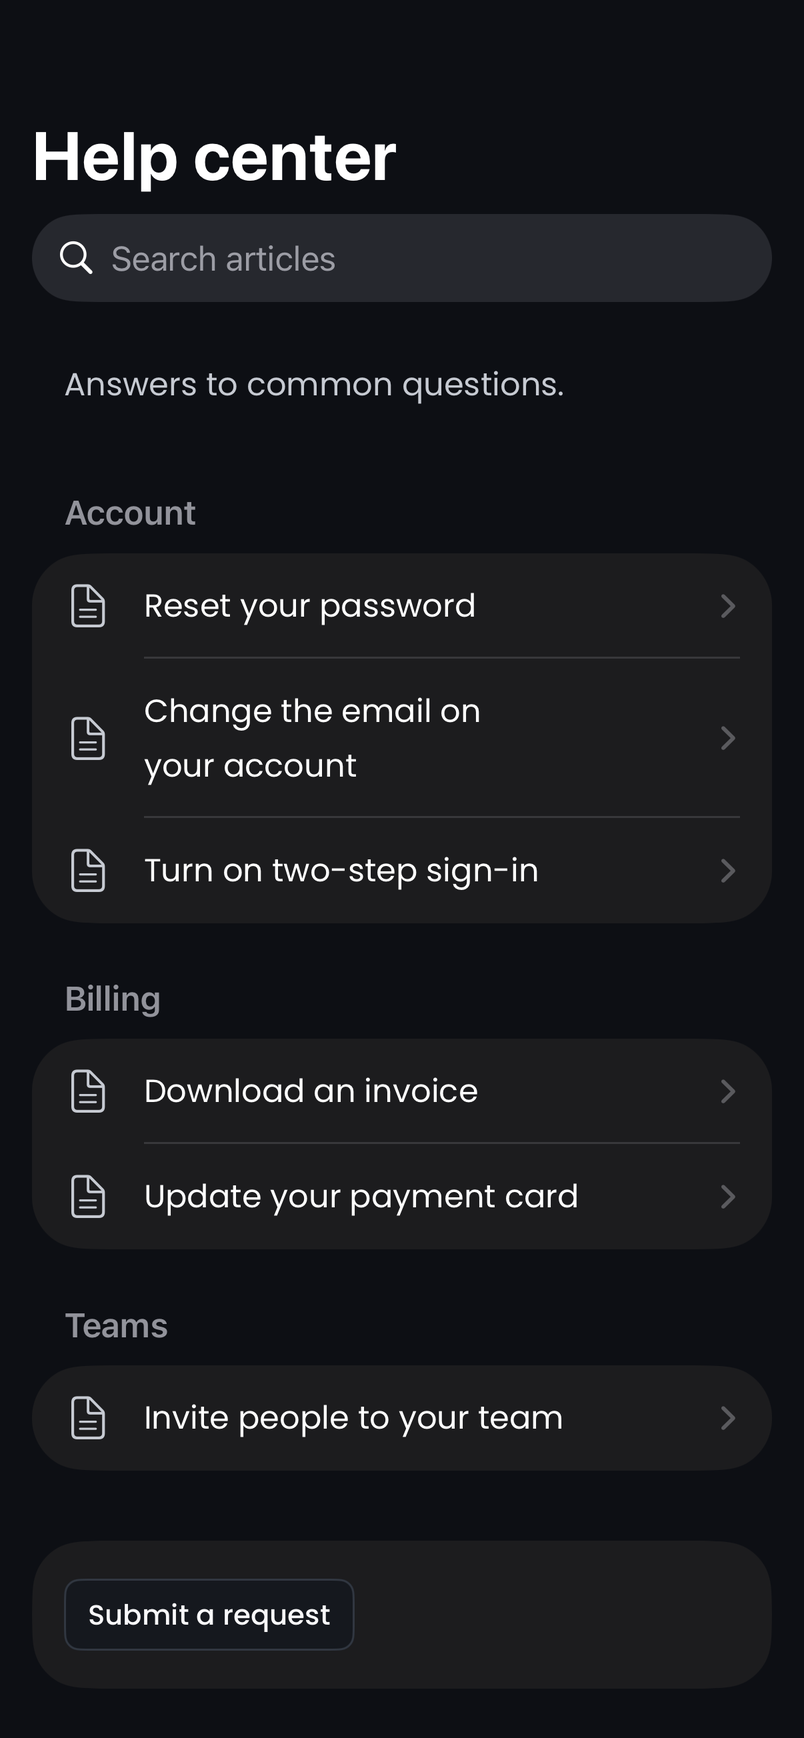 Help center
Search articles
Answers to common questions.
Account
Reset your password
Change the email on
your account
Turn on two-step sign-in
Billing
Download an invoice
Update your payment card
Teams
Invite people to your team
Submit a request